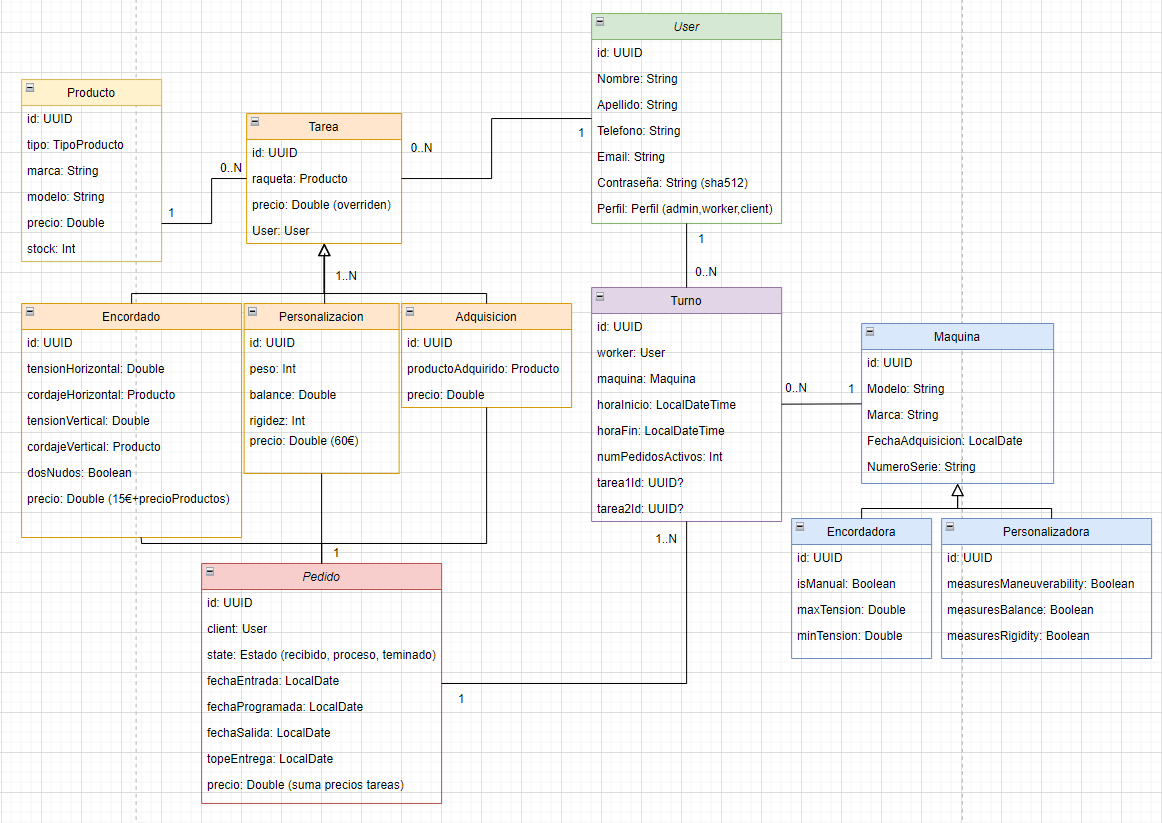 User
id: UUID
Nombre: String
Apellido: String
Telefono: String
Email: String
Contraseña: String (sha512)
Perfil: Perfil (admin,worker,client)
Producto
id: UUID
tipo: TipoProducto
marca: String
modelo: String
precio: Double
stock: Int
1
0..N
Tarea
id: UUID
raqueta: Producto
precio: Double (overriden)
User: User
0..N
1
1..N
1
0..N
Encordado
id: UUID
tensionHorizontal: Double
cordajeHorizontal: Producto
tensionVertical: Double
cordajeVertical: Producto
dosNudos: Boolean
precio: Double (15€+precioProductos)
Personalizacion
id: UUID
peso: Int
balance: Double
rigidez: Int
precio: Double (60€)
Adquisicion
id: UUID
productoAdquirido: Producto
precio: Double
Turno
id: UUID
worker: User
maquina: Maquina
horaInicio: LocalDateTime
horaFin: LocalDateTime
numPedidosActivos: Int
tarea1Id: UUID?
tarea2Id: UUID?
0..N
1
Maquina
id: UUID
Modelo: String
Marca: String
FechaAdquisicion: LocalDate
NumeroSerie: String
Encordadora
id: UUID
isManual: Boolean
maxTension: Double
minTension: Double
Personalizadora
id: UUID
measuresManeuverability: Boolean
measuresBalance: Boolean
measuresRigidity: Boolean
1..N
1
Pedido
id: UUID
client: User
state: Estado (recibido, proceso, teminado)
fechaEntrada: LocalDate
fechaProgramada: LocalDate
fechaSalida: LocalDate
topeEntrega: LocalDate
precio: Double (suma precios tareas)
1